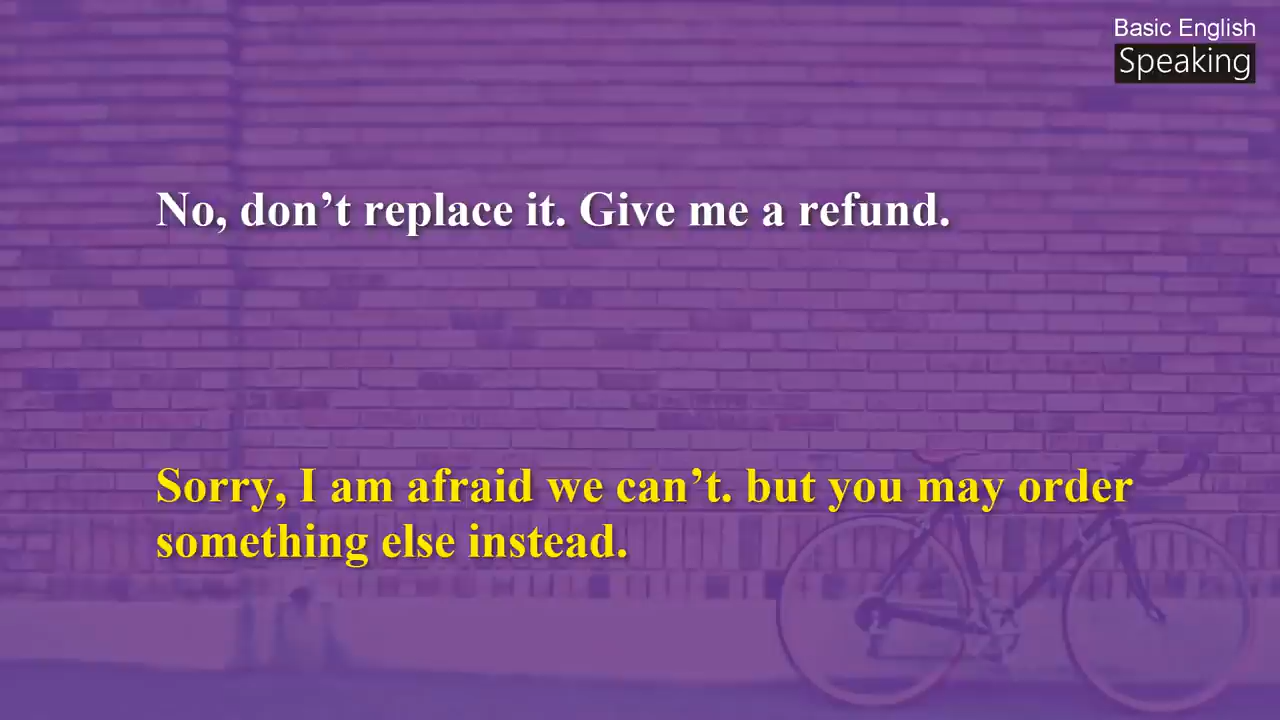 Basic English
Speaking
No, don’t replace it. Give me a refund.
Sorry, I am afraid we can’t. but you may order
something else instead.